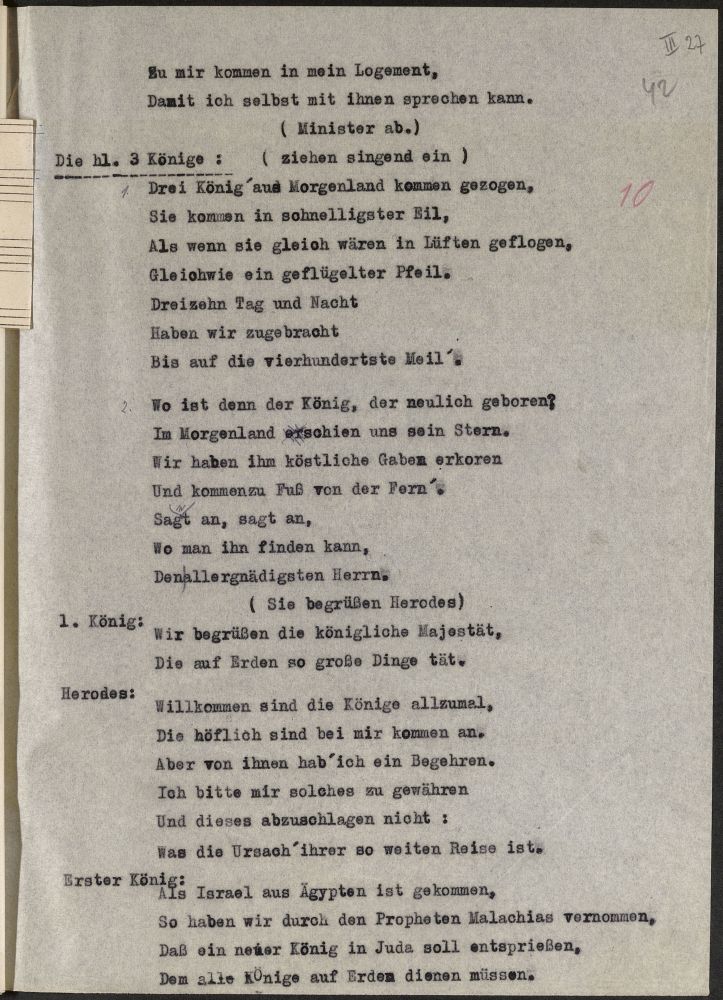 III 27
42
Zu mir kommen in mein Logement,
Damit ich selbst mit ihnen sprechen kann.
( Minister ab.)
Die hl. 3 Könige : ( ziehen singend ein )
1. Drei König´aus Morgenland kommen gezogen,
10
Sie kommen in schnelligster Eil,
Als wenn sie gleich wären in Lüften geflogen,
Gleichwie ein geflügelter Pfeil.
Dreizehn Tag und Nacht
Haben wir zugebracht
Bis auf die vierhundertste Meil´.
2. Wo ist denn der König, der neulich geboren?
Im Morgenland erschien uns sein Stern.
Wir haben ihm köstliche Gaben erkoren
Und kommenzu Fuß von der Fern´.
Sagt an, sagt an,
Wo man ihn finden kann,
Den|allergnädigsten Herrn.
( Sie begrüßen Herodes)
1. König:
Wir begrüßen die königliche Majestät,
Die auf Erden so große Dinge tät.
Herodes:
Willkommen sind die Könige allzumal,
Die höflich sind bei mir kommen an.
Aber von ihnen hab´ich ein Begehren.
Ich bitte mir solches zu gewähren
Und dieses abzuschlagen nicht :
Was die Ursach´ihrer so weiten Reise ist.
Erster König:
Als Israel aus Ägypten ist gekommen,
So haben wir durch den Propheten Malachias vernommen,
Daß ein neuer König in Juda soll entsprießen,
Dem alle KÖnige auf Erden dienen müssen.